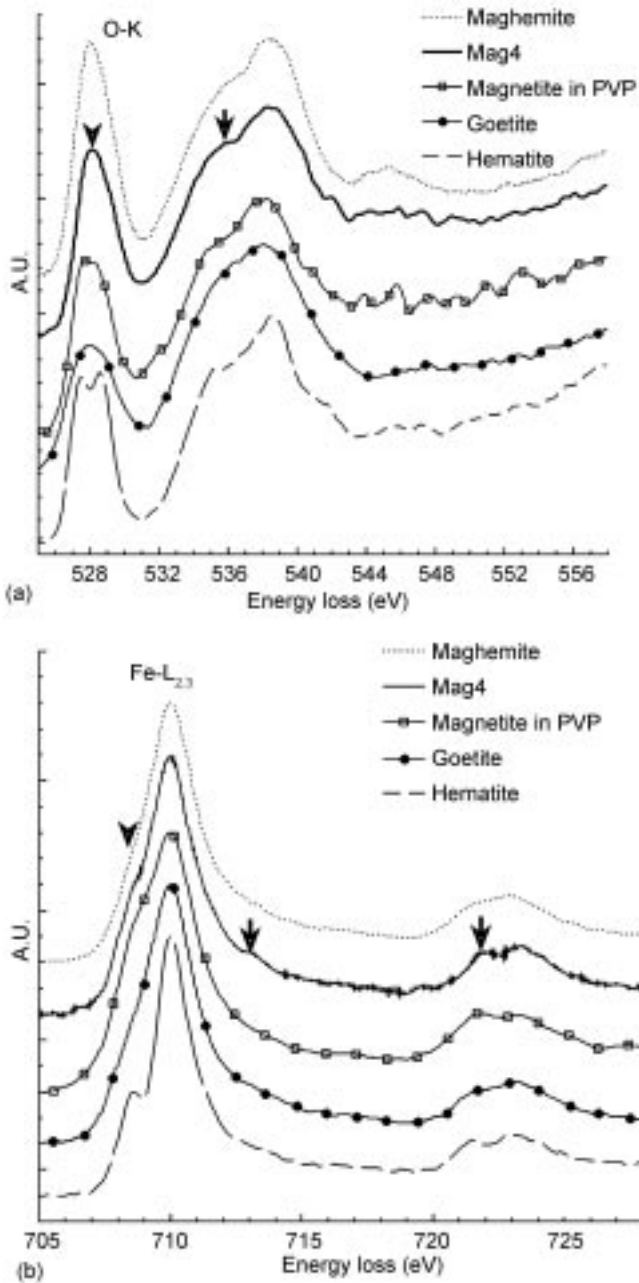 O-K
Maghemite
Mag4
Magnetite in PVP
Goetite
Hematite
A.U.
528 532 536 540 544 548 552 556
Energy loss (eV)
(a)
Fe-L2,3
Maghemite
Mag4
Magnetite in PVP
Goetite
Hematite
A.U.
705 710 715 720 725
Energy loss (eV)
(b)